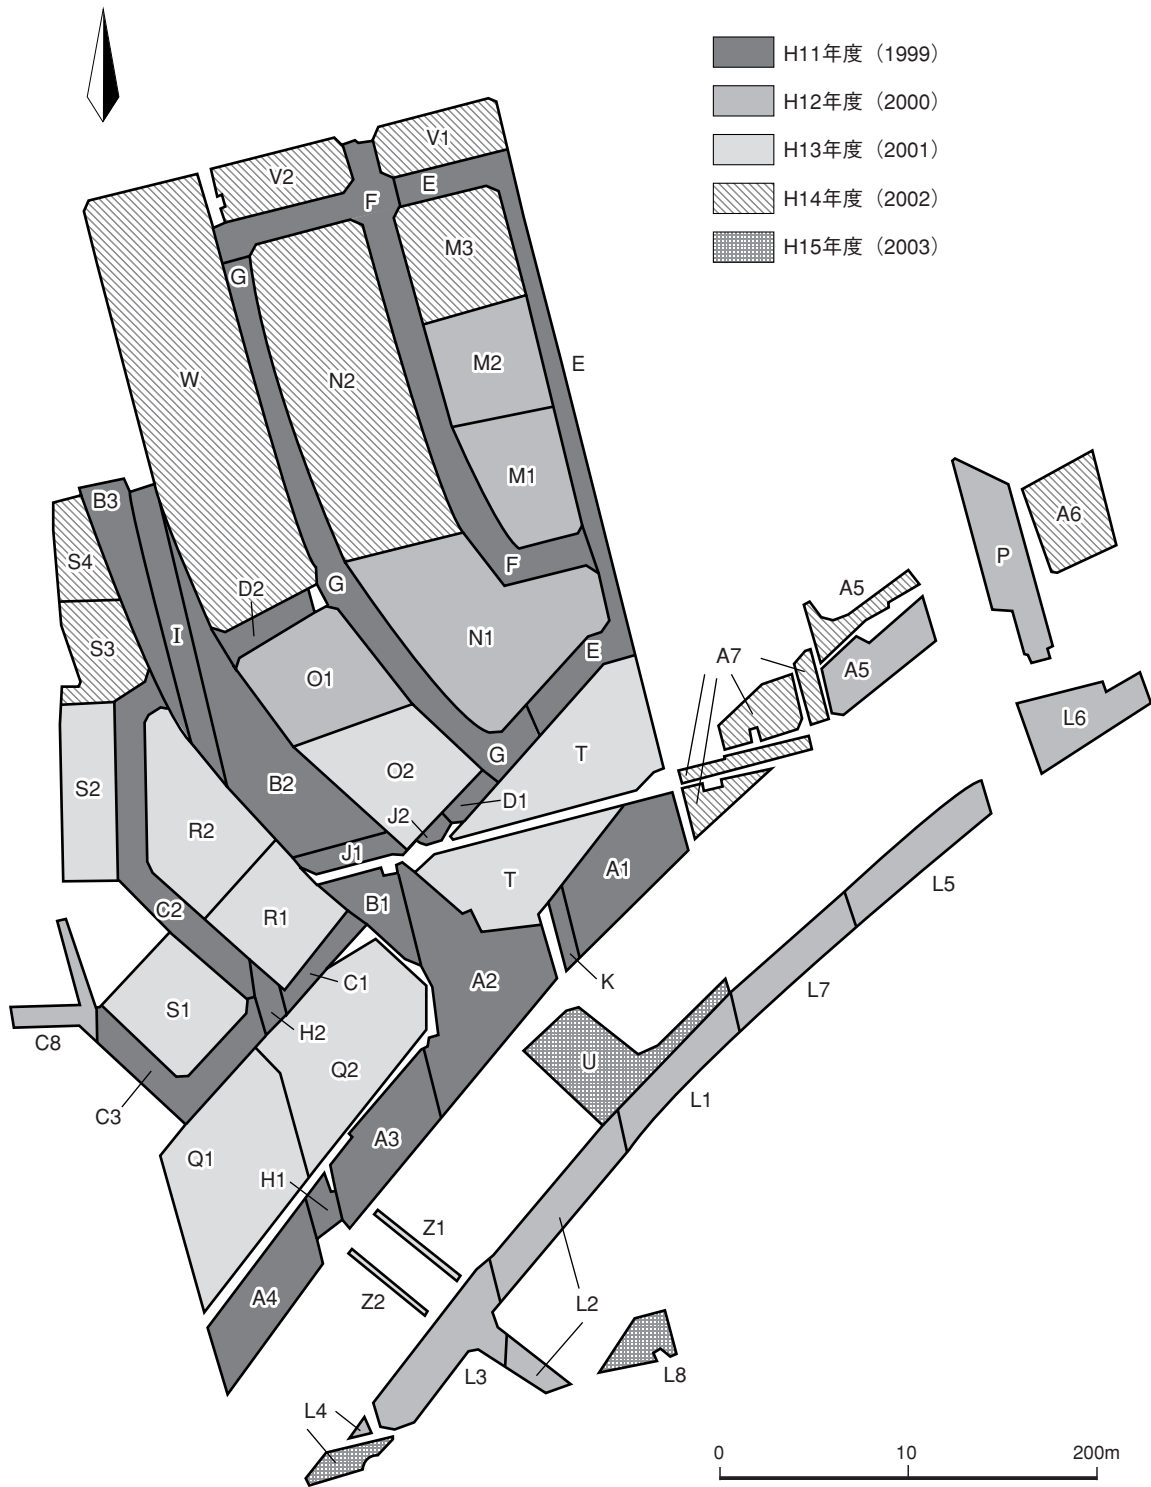 H11年度（1999）
H12年度（2000）
H13年度（2001）
H14年度（2002）
H15年度（2003）
V1
V2
E
F
M3
G
E
M2
W
N2
M1
B3
A6
S4
P
F
G
D2
A5
I
N1
S3
E
A7
O1
A5
L6
G
T
O2
B2
S2
D1
J2
R2
J1
A1
T
L5
B1
C2
R1
K
A2
C1
L7
S1
H2
C8
U
Q2
L1
C3
A3
Q1
H1
Z1
A4
Z2
L2
L3
L8
L4
0 10 200m